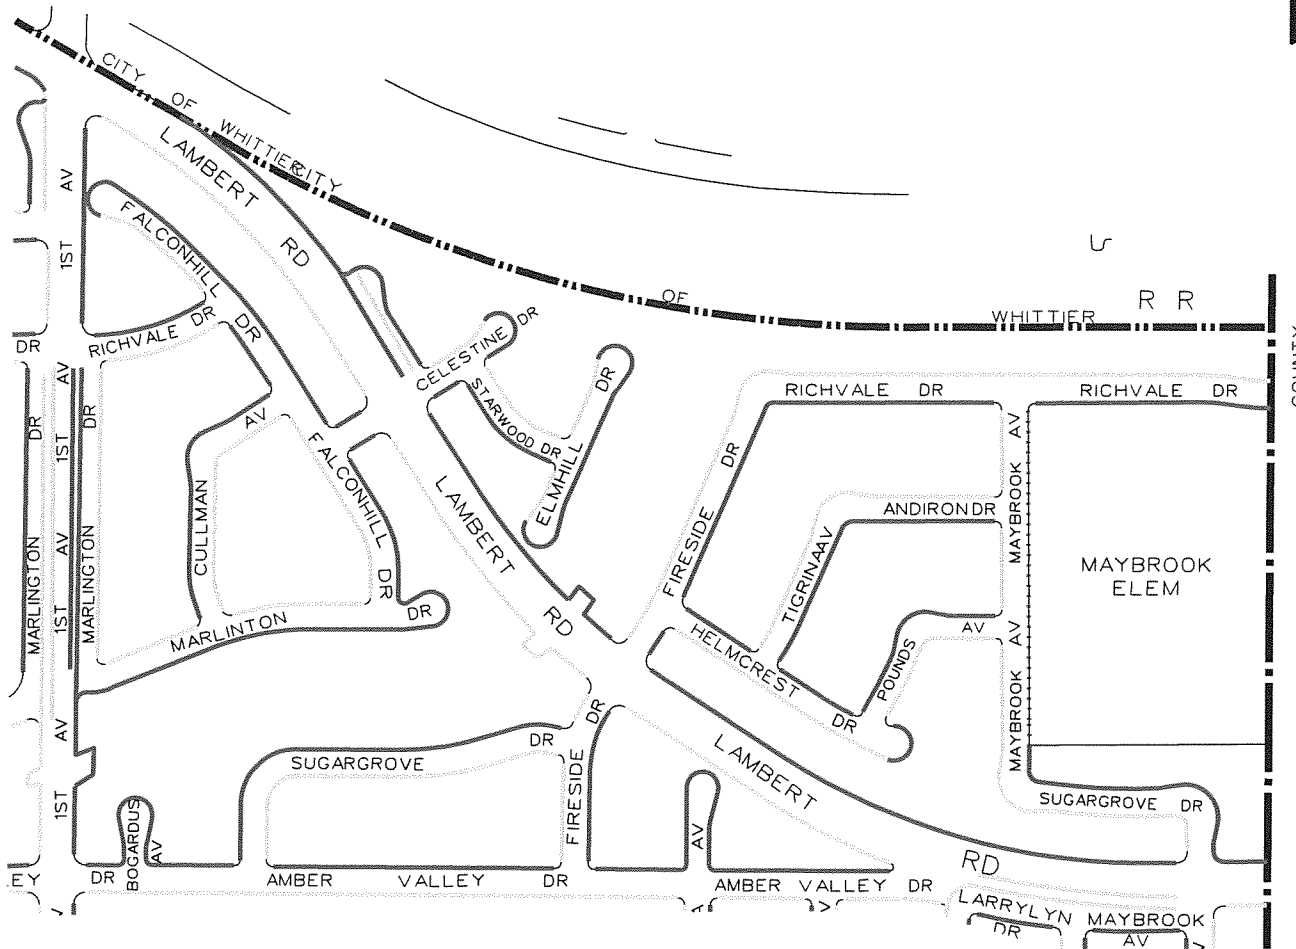 CITY OF WHITTIER
CITY OF WHITTIER
R R
COUNTY
LAMBERT RD
AV
1ST
FALCONHILL DR
RICHVALE DR
DR
CELESTINE DR
STARWOOD DR
ELMHILL DR
RICHVALE DR
RICHVALE DR
AV
1ST
AV
1ST
AV
1ST
DR
MARLINGTON
DR
MARLINGTON
CULLMAN AV
FALCONHILL DR
MARLINTON DR
LAMBERT RD
FIRESIDE DR
TIGRINA AV
AV
ANDIRON DR
MAYBROOK AV
MAYBROOK
ELEM
HELMCREST DR
POUNDS AV
MAYBROOK AV
AV
1ST
SUGARGROVE DR
FIRESIDE DR
LAMBERT RD
SUGARGROVE DR
BOGARDUS AV
AV
EY DR
AMBER VALLEY DR
AMBER VALLEY DR
LARRYLYN DR
MAYBROOK AV